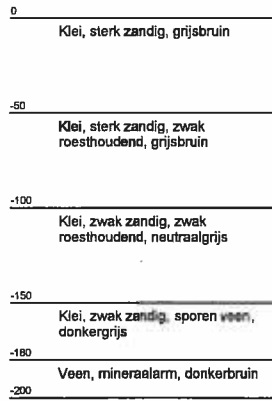 0
Klei, sterk zandig, grijsbruin
-50
Klei, sterk zandig, zwak
roesthoudend, grijsbruin
-100
Klei, zwak zandig, zwak
roesthoudend, neutraalgrijs
-150
Klei, zwak zandig, sporen veen,
donkergrijs
-180
Veen, mineraalarm, donkerbruin
-200